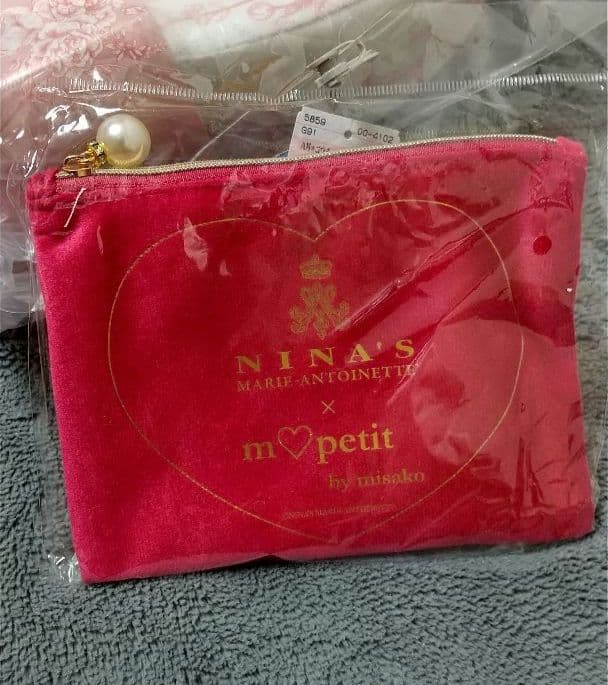 5859
G91 00-4102
NINA'S
MARIE-ANTOINETTE
×
m♡petit
by misako